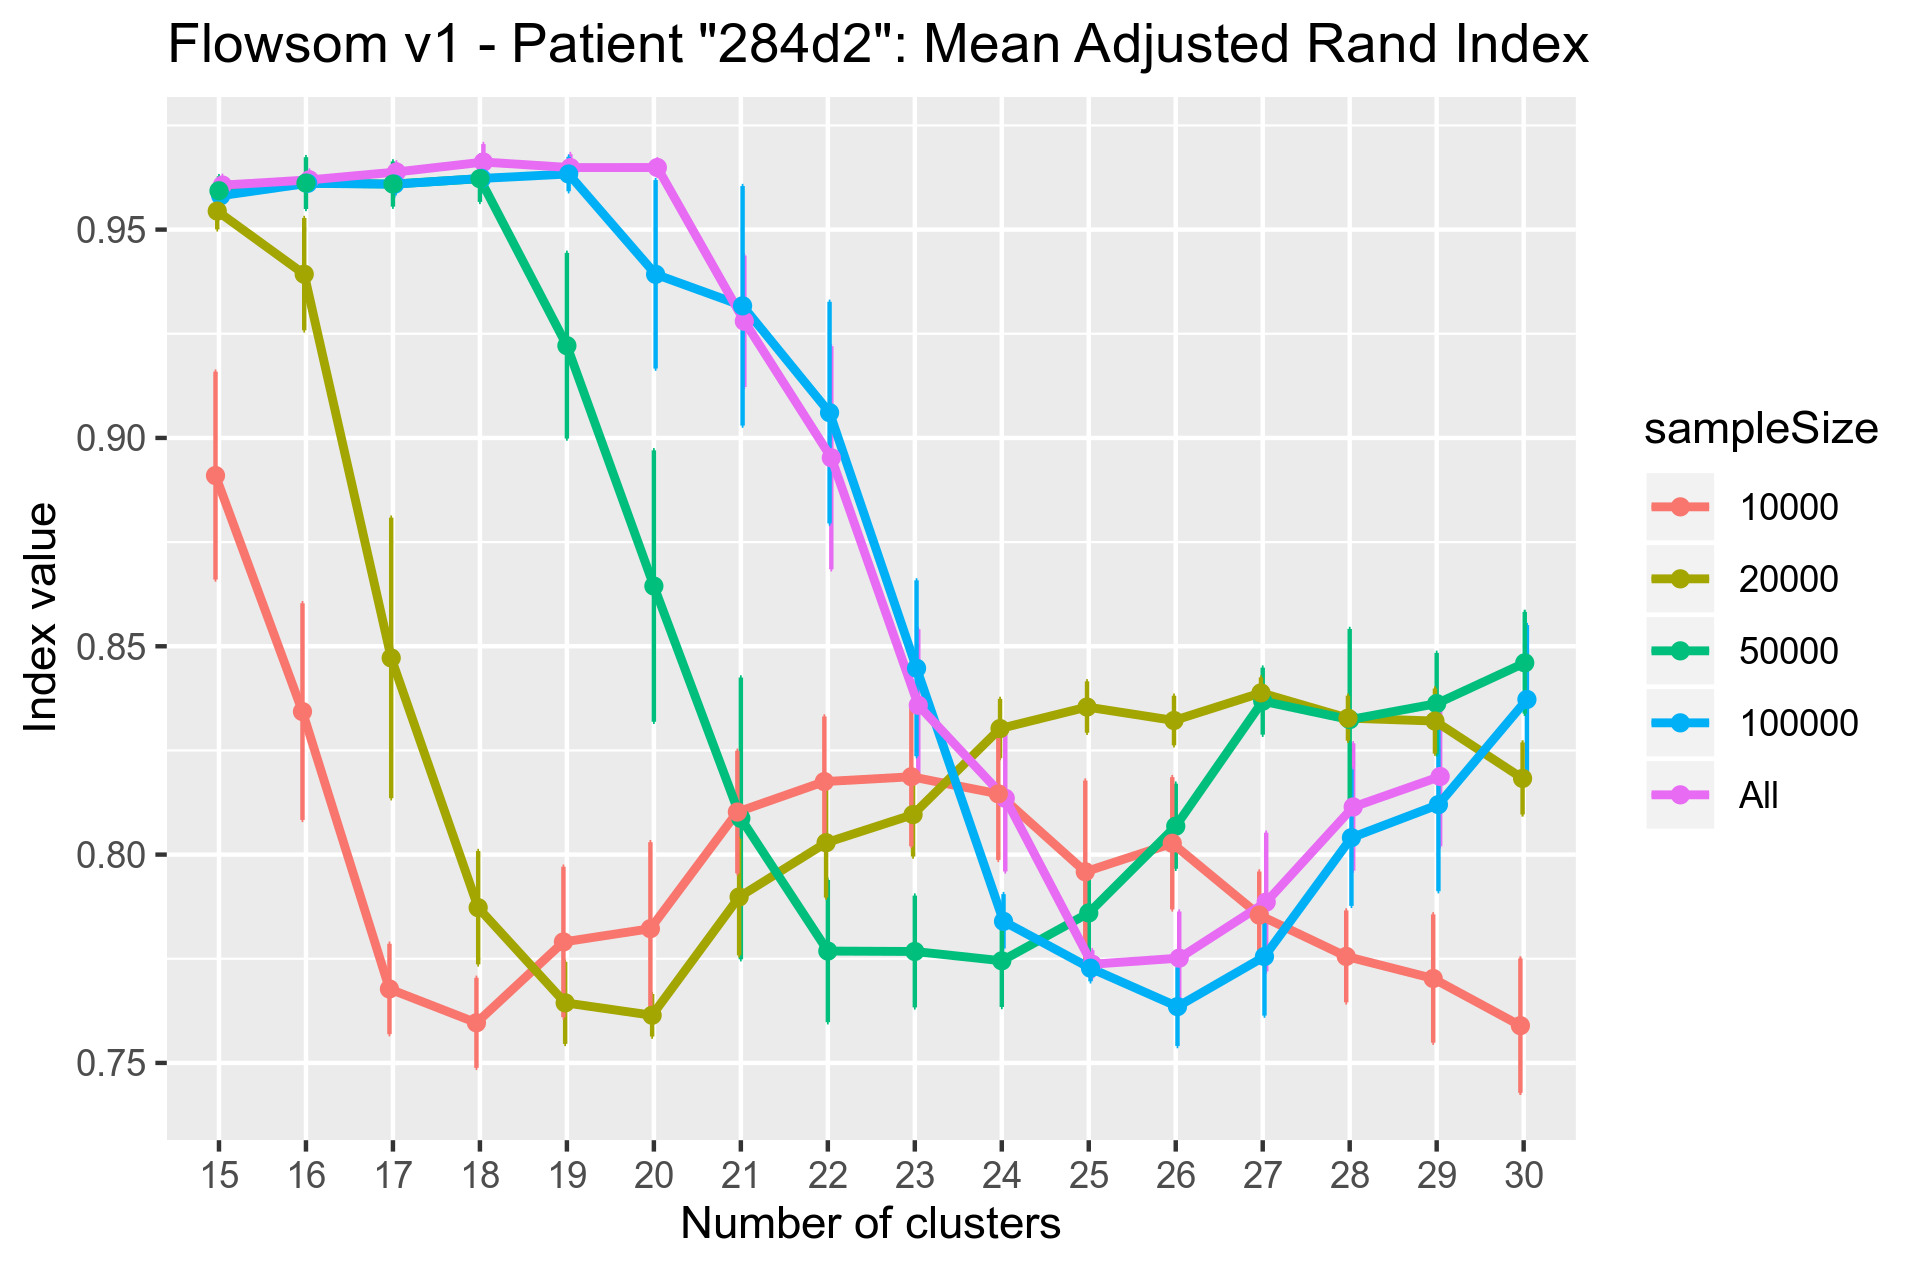 Flowsom v1 - Patient "284d2": Mean Adjusted Rand Index
Index value
0.95
0.90
0.85
0.80
0.75
15 16 17 18 19 20 21 22 23 24 25 26 27 28 29 30
Number of clusters
sampleSize
10000
20000
50000
100000
All